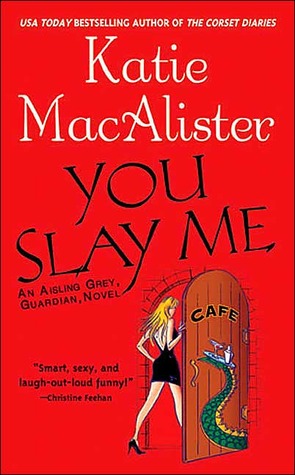 USA TODAY BESTSELLING AUTHOR OF THE CORSET DIARIES
Katie
MacAlister
YOU
SLAY ME
AN AISLING GREY,
GUARDIAN, NOVEL
CAFE
"Smart, sexy, and
laugh-out-loud funny!"
—Christine Feehan